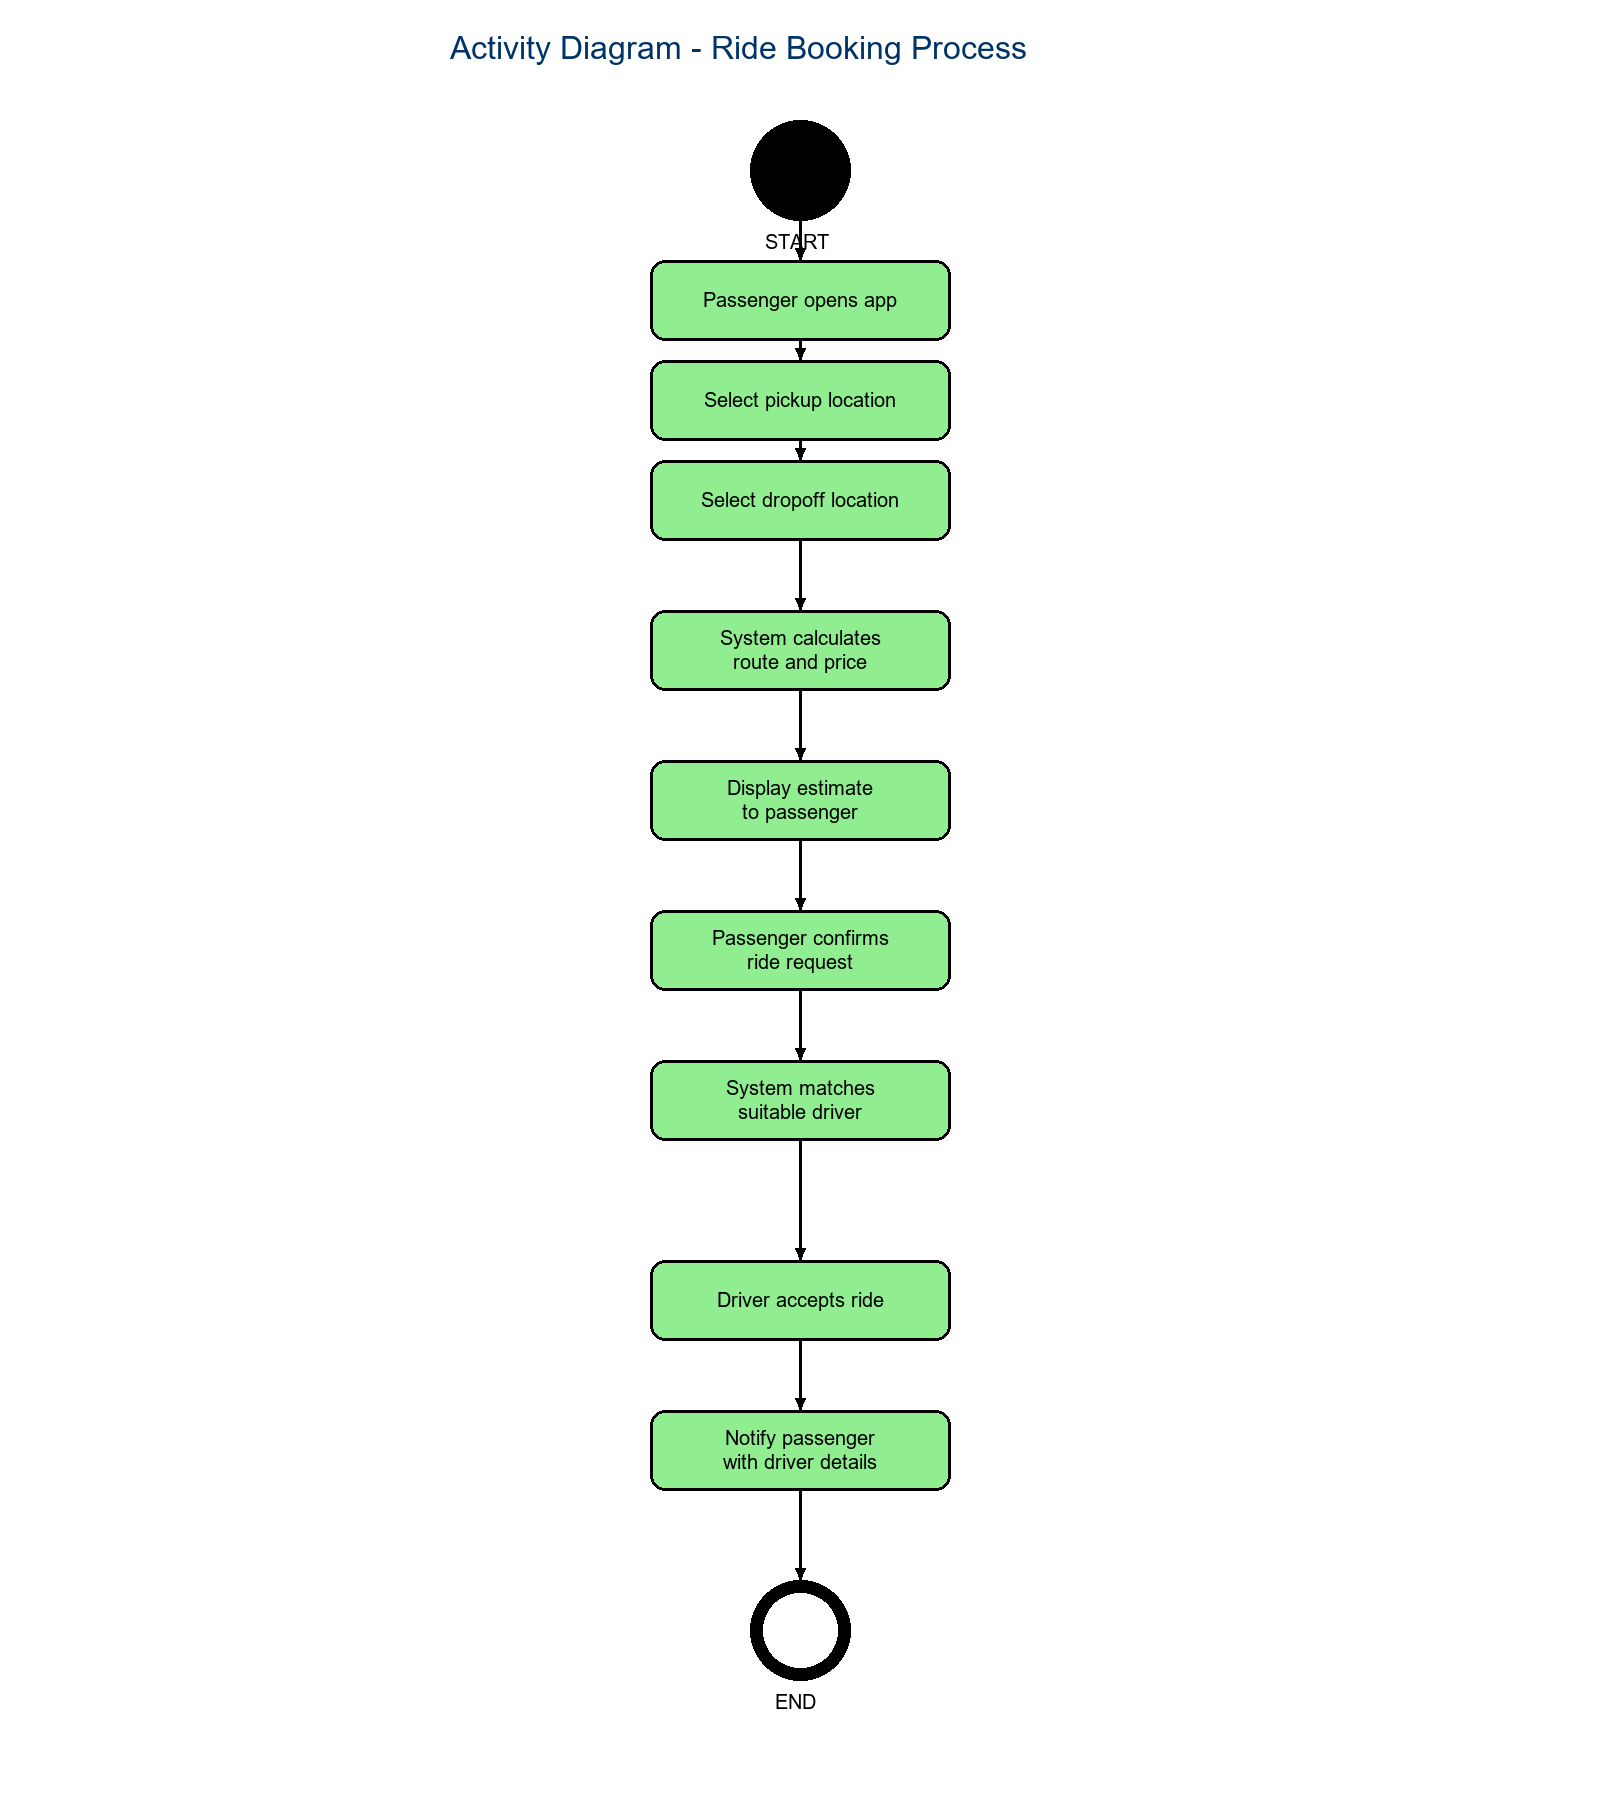 Activity Diagram - Ride Booking Process
START
Passenger opens app
Select pickup location
Select dropoff location
System calculates
route and price
Display estimate
to passenger
Passenger confirms
ride request
System matches
suitable driver
Driver accepts ride
Notify passenger
with driver details
END